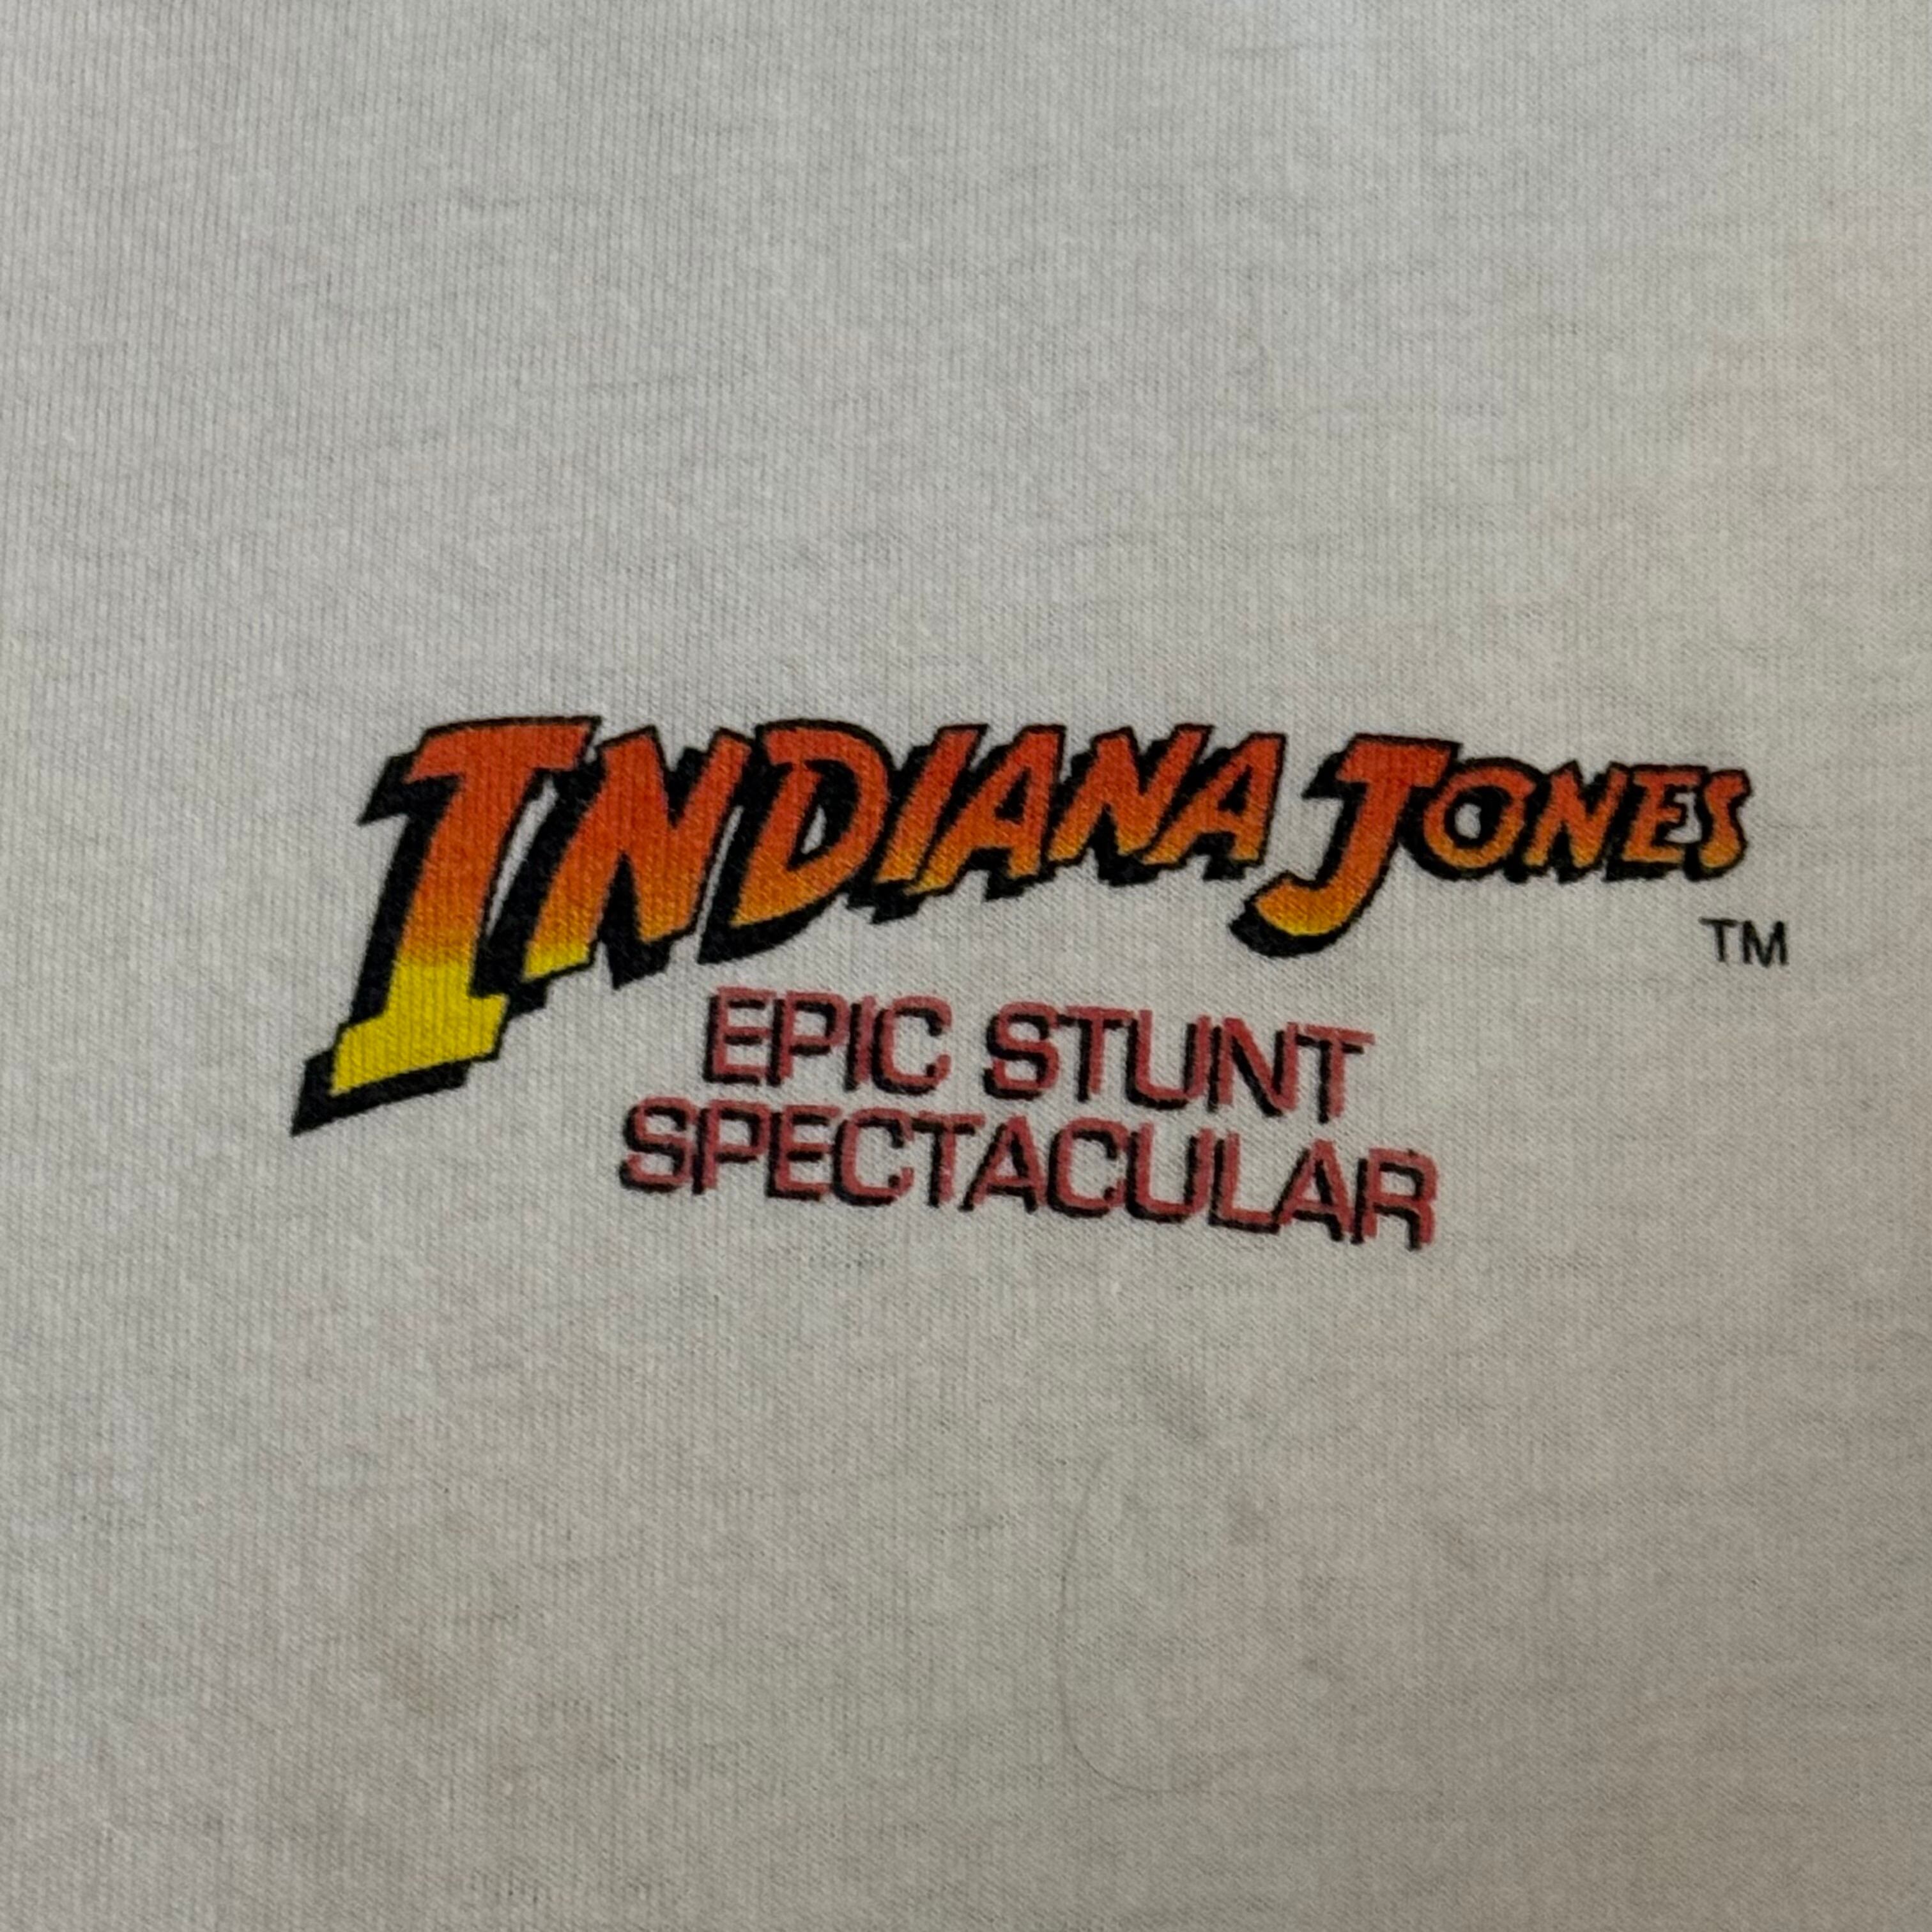 INDIANA JONES
TM
EPIC STUNT
SPECTACULAR